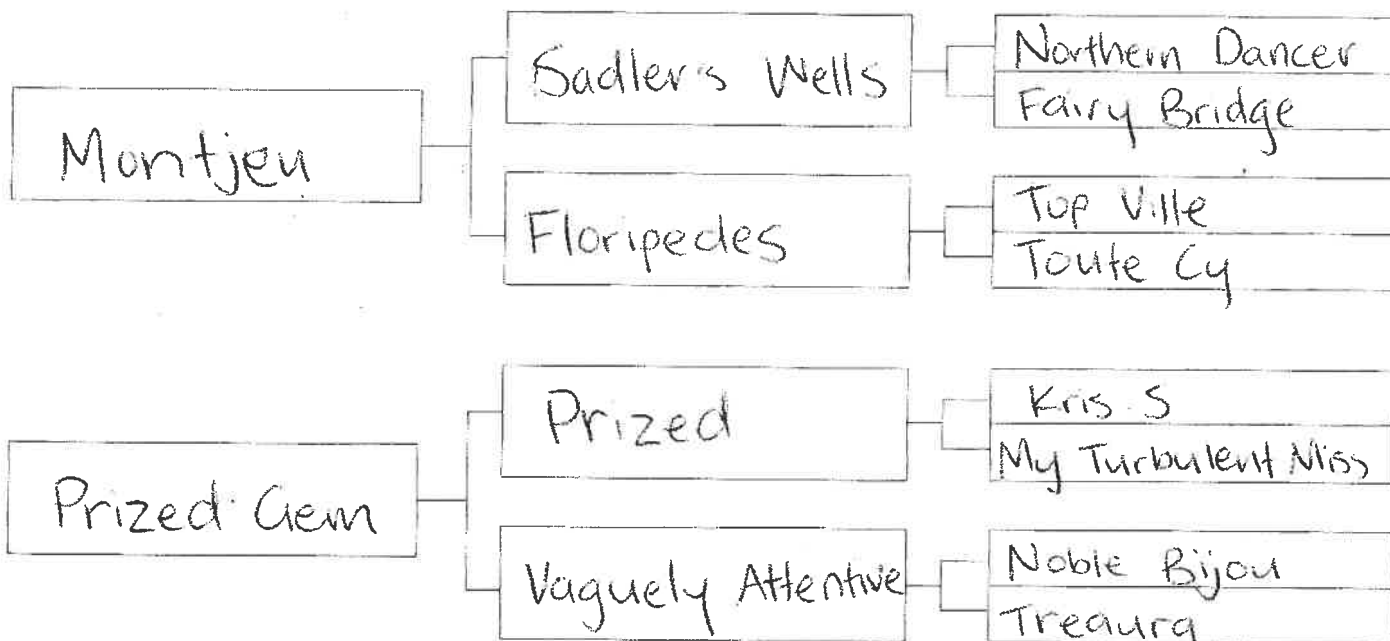 Montjeu
Sadler's Wells
Northern Dancer
Fairy Bridge
Floripedes
Top Ville
Toute Cy
Prized Gem
Prized
Kris S
My Turbulent Miss
Vaguely Attentive
Noble Bijou
Treaura